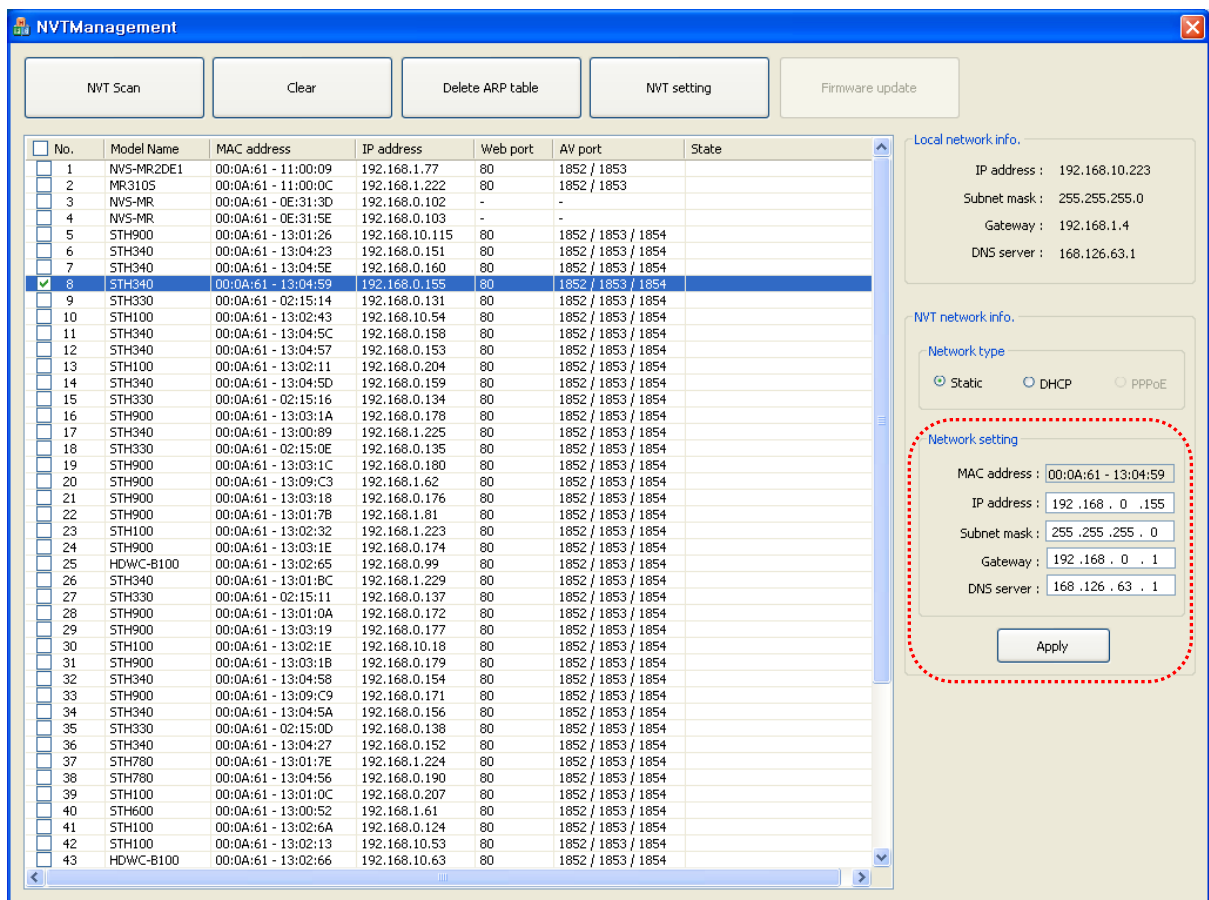 NVTManagement
NVT Scan Clear Delete ARP table NVT setting Firmware update
No. Model Name MAC address IP address Web port AV port State
1 NVS-MR2DE1 00:0A:61 - 11:00:09 192.168.1.77 80 1852 / 1853
2 MR310S 00:0A:61 - 11:00:0C 192.168.1.222 80 1852 / 1853
3 NVS-MR 00:0A:61 - 0E:31:3D 192.168.0.102 - -
4 NVS-MR 00:0A:61 - 0E:31:5E 192.168.0.103 - -
5 STH900 00:0A:61 - 13:01:26 192.168.10.115 80 1852 / 1853 / 1854
6 STH340 00:0A:61 - 13:04:23 192.168.0.151 80 1852 / 1853 / 1854
7 STH340 00:0A:61 - 13:04:5E 192.168.0.160 80 1852 / 1853 / 1854
8 STH340 00:0A:61 - 13:04:59 192.168.0.155 80 1852 / 1853 / 1854
9 STH330 00:0A:61 - 02:15:14 192.168.0.131 80 1852 / 1853 / 1854
10 STH100 00:0A:61 - 13:02:43 192.168.10.54 80 1852 / 1853 / 1854
11 STH340 00:0A:61 - 13:04:5C 192.168.0.158 80 1852 / 1853 / 1854
12 STH340 00:0A:61 - 13:04:57 192.168.0.153 80 1852 / 1853 / 1854
13 STH100 00:0A:61 - 13:02:11 192.168.0.204 80 1852 / 1853 / 1854
14 STH340 00:0A:61 - 13:04:5D 192.168.0.159 80 1852 / 1853 / 1854
15 STH330 00:0A:61 - 02:15:16 192.168.0.134 80 1852 / 1853 / 1854
16 STH900 00:0A:61 - 13:03:1A 192.168.0.178 80 1852 / 1853 / 1854
17 STH340 00:0A:61 - 13:00:89 192.168.1.225 80 1852 / 1853 / 1854
18 STH330 00:0A:61 - 02:15:0E 192.168.0.135 80 1852 / 1853 / 1854
19 STH900 00:0A:61 - 13:03:1C 192.168.0.180 80 1852 / 1853 / 1854
20 STH900 00:0A:61 - 13:09:C3 192.168.1.62 80 1852 / 1853 / 1854
21 STH900 00:0A:61 - 13:03:18 192.168.0.176 80 1852 / 1853 / 1854
22 STH900 00:0A:61 - 13:01:7B 192.168.1.81 80 1852 / 1853 / 1854
23 STH100 00:0A:61 - 13:02:32 192.168.1.223 80 1852 / 1853 / 1854
24 STH900 00:0A:61 - 13:03:1E 192.168.0.174 80 1852 / 1853 / 1854
25 HDWC-B100 00:0A:61 - 13:02:65 192.168.0.99 80 1852 / 1853 / 1854
26 STH340 00:0A:61 - 13:01:BC 192.168.1.229 80 1852 / 1853 / 1854
27 STH330 00:0A:61 - 02:15:11 192.168.0.137 80 1852 / 1853 / 1854
28 STH900 00:0A:61 - 13:01:0A 192.168.0.172 80 1852 / 1853 / 1854
29 STH900 00:0A:61 - 13:03:19 192.168.0.177 80 1852 / 1853 / 1854
30 STH100 00:0A:61 - 13:02:1E 192.168.10.18 80 1852 / 1853 / 1854
31 STH900 00:0A:61 - 13:03:1B 192.168.0.179 80 1852 / 1853 / 1854
32 STH340 00:0A:61 - 13:04:58 192.168.0.154 80 1852 / 1853 / 1854
33 STH900 00:0A:61 - 13:09:C9 192.168.0.171 80 1852 / 1853 / 1854
34 STH340 00:0A:61 - 13:04:5A 192.168.0.156 80 1852 / 1853 / 1854
35 STH330 00:0A:61 - 02:15:0D 192.168.0.138 80 1852 / 1853 / 1854
36 STH340 00:0A:61 - 13:04:27 192.168.0.152 80 1852 / 1853 / 1854
37 STH780 00:0A:61 - 13:01:7E 192.168.1.224 80 1852 / 1853 / 1854
38 STH780 00:0A:61 - 13:04:56 192.168.0.190 80 1852 / 1853 / 1854
39 STH100 00:0A:61 - 13:01:0C 192.168.0.207 80 1852 / 1853 / 1854
40 STH600 00:0A:61 - 13:00:52 192.168.1.61 80 1852 / 1853 / 1854
41 STH100 00:0A:61 - 13:02:6A 192.168.0.124 80 1852 / 1853 / 1854
42 STH100 00:0A:61 - 13:02:13 192.168.10.53 80 1852 / 1853 / 1854
43 HDWC-B100 00:0A:61 - 13:02:66 192.168.10.63 80 1852 / 1853 / 1854
Local network info.
IP address : 192.168.10.223
Subnet mask : 255.255.255.0
Gateway : 192.168.1.4
DNS server : 168.126.63.1
NVT network info.
Network type
Static DHCP PPPoE
Network setting
MAC address : 00:0A:61 - 13:04:59
IP address : 192 .168 . 0 .155
Subnet mask : 255 .255 .255 . 0
Gateway : 192 .168 . 0 . 1
DNS server : 168 .126 . 63 . 1
Apply